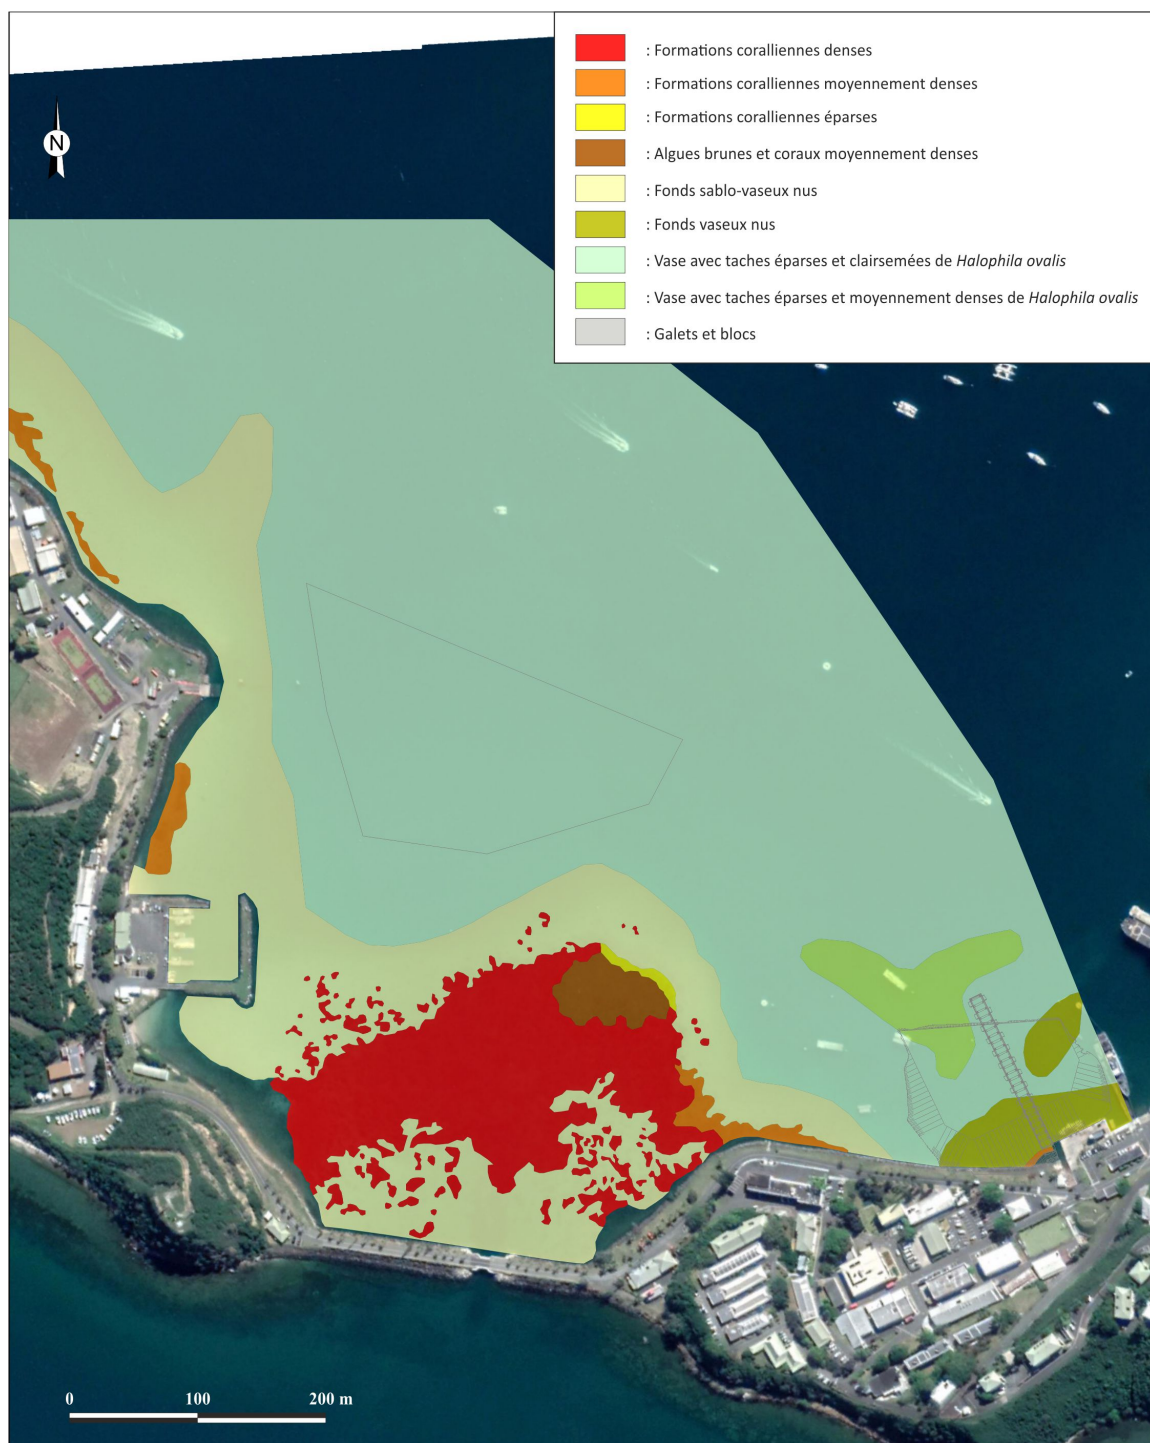 : Formations coralliennes denses
: Formations coralliennes moyennement denses
: Formations coralliennes éparses
: Algues brunes et coraux moyennement denses
: Fonds sablo-vaseux nus
: Fonds vaseux nus
: Vase avec taches éparses et clairsemées de Halophila ovalis
: Vase avec taches éparses et moyennement denses de Halophila ovalis
: Galets et blocs
N
0 100 200 m